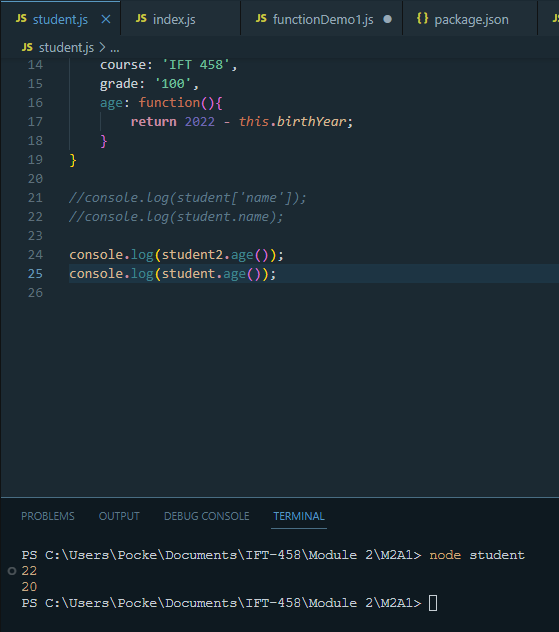 JS student.js × JS index.js JS functionDemo1.js ● {} package.json JS
JS student.js > ...
14 course: 'IFT 458',
15 grade: '100',
16 age: function(){
17 return 2022 - this.birthYear;
18 }
19 }
20
21 //console.log(student['name']);
22 //console.log(student.name);
23
24 console.log(student2.age());
25 console.log(student.age());
26
PROBLEMS OUTPUT DEBUG CONSOLE TERMINAL
PS C:\Users\Pocke\Documents\IFT-458\Module 2\M2A1> node student
22
20
PS C:\Users\Pocke\Documents\IFT-458\Module 2\M2A1>